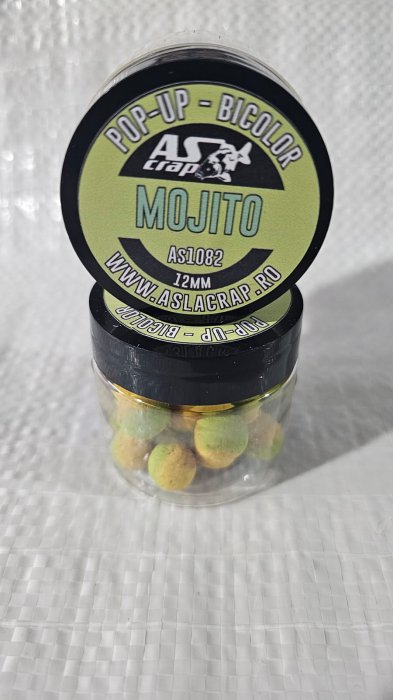 POP-UP - BICOLOR
AS
crap
MOJITO
AS1082
12MM
WWW.ASLACRAP.RO
POP-UP - BICOLOR